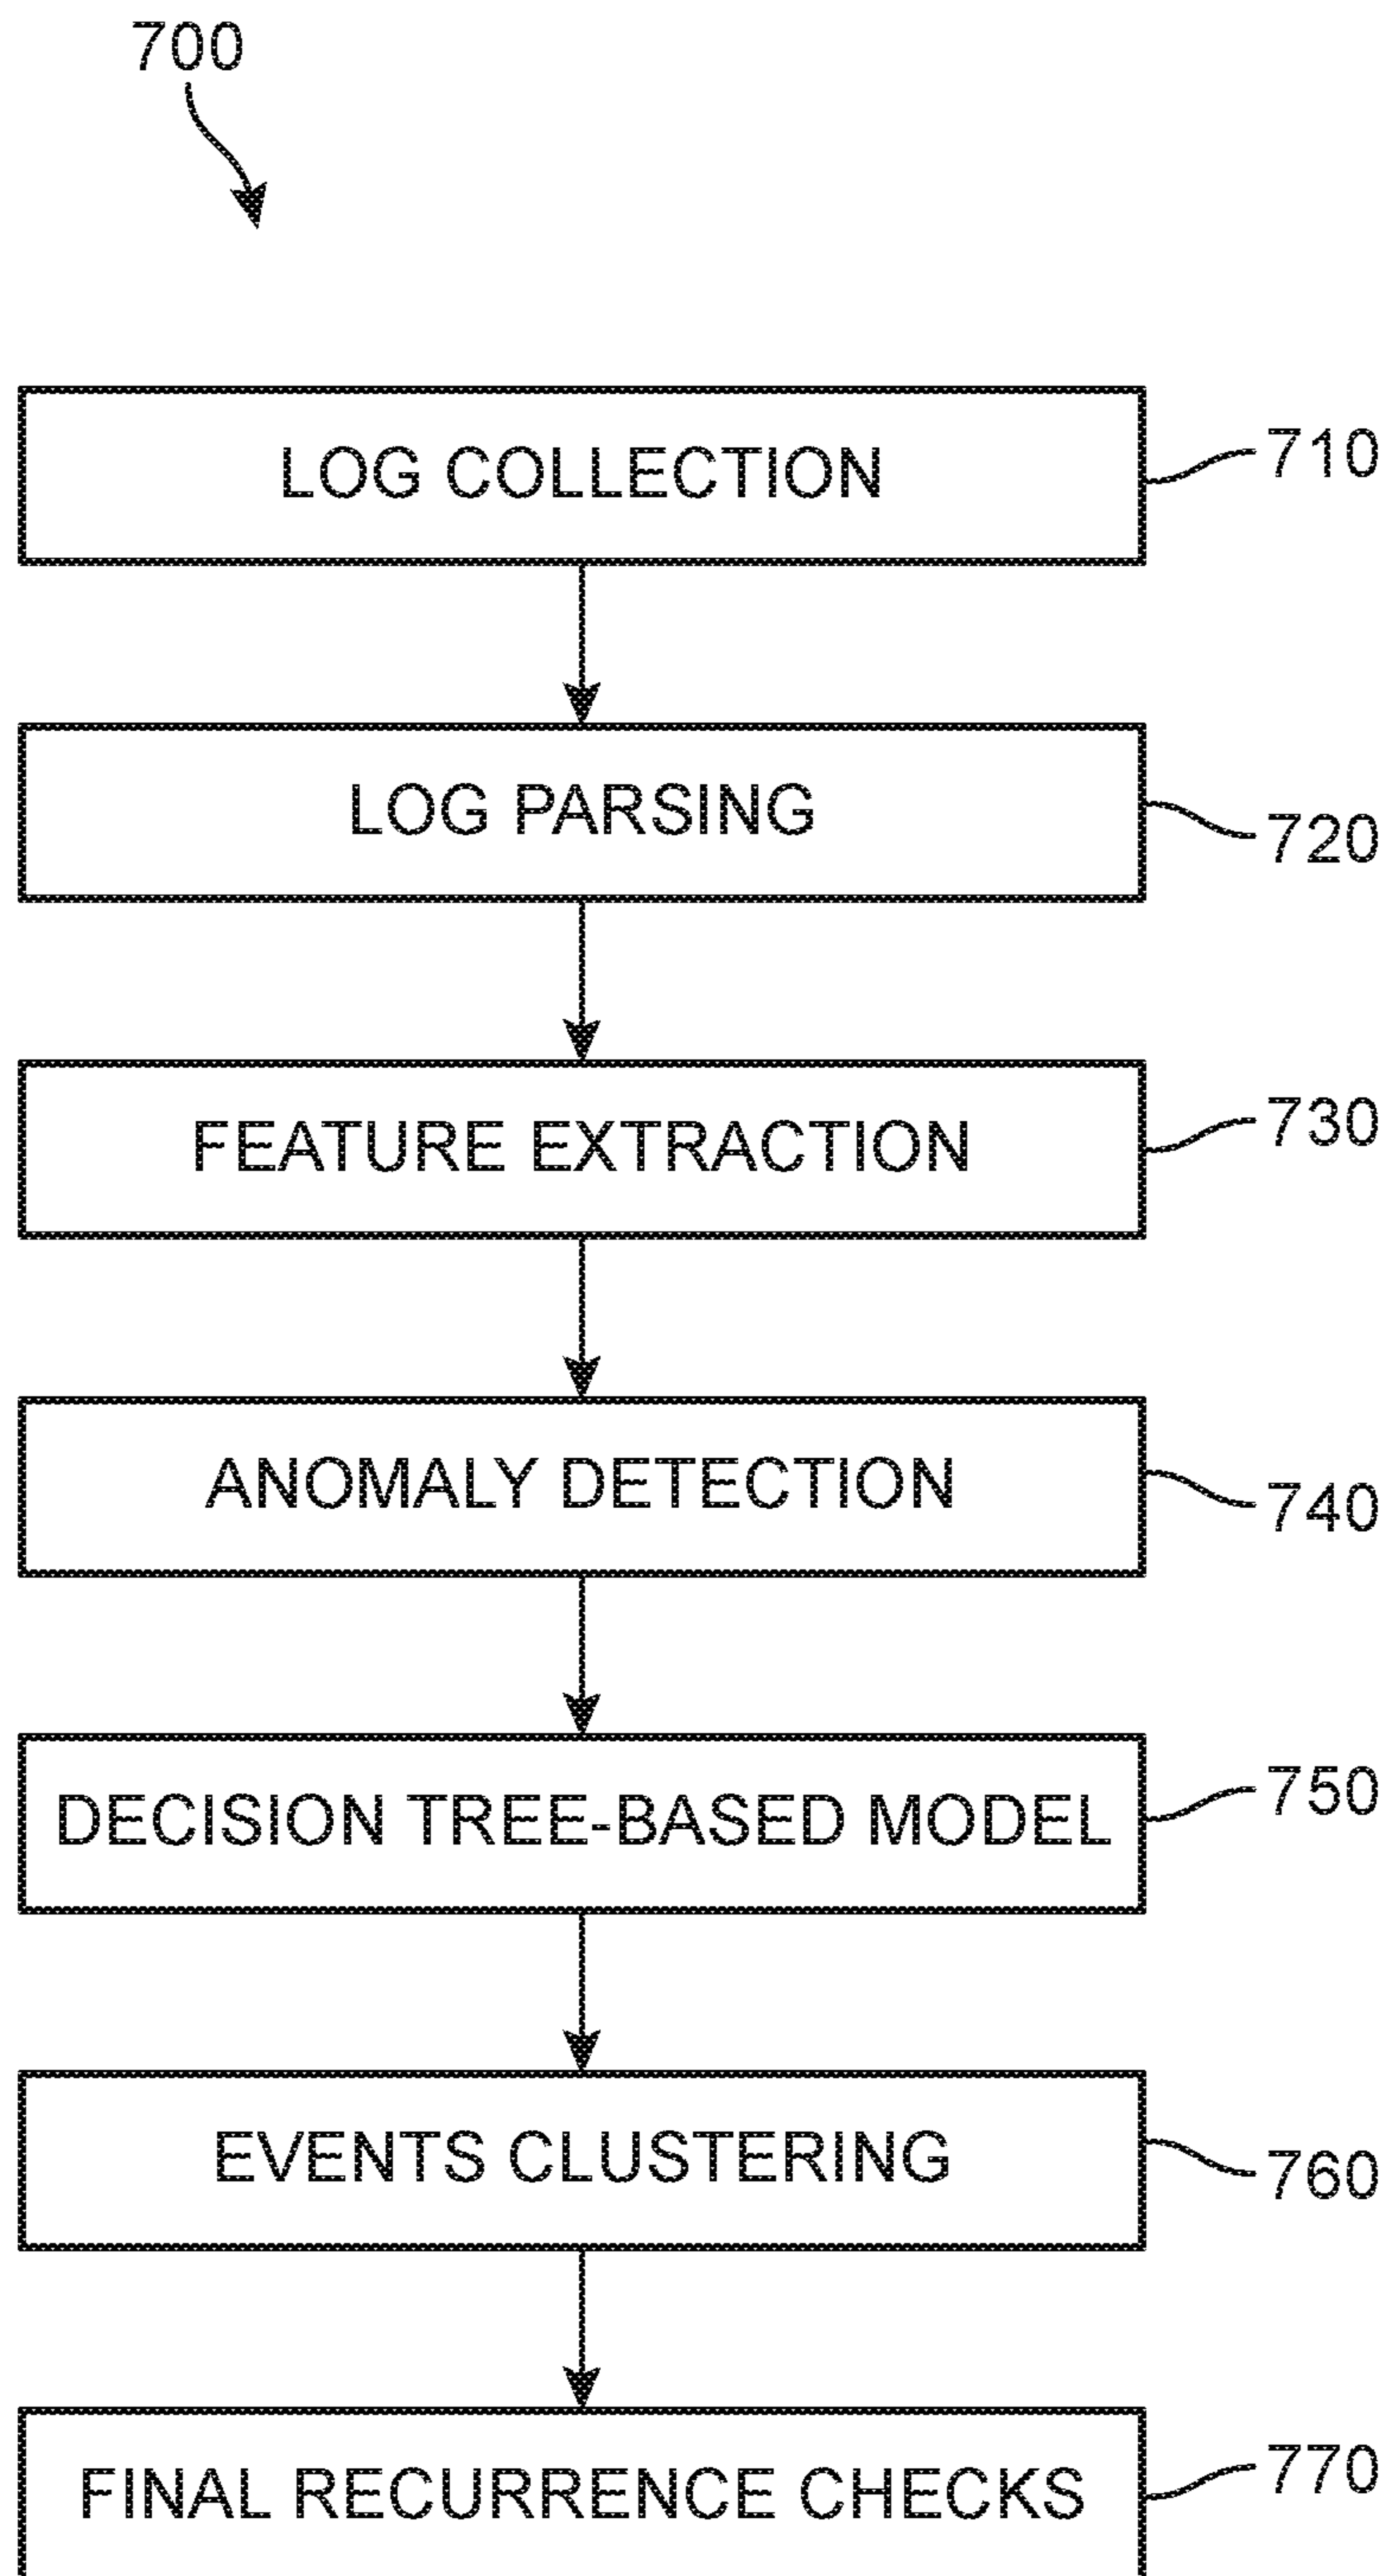 700
LOG COLLECTION
710
LOG PARSING
720
FEATURE EXTRACTION
730
ANOMALY DETECTION
740
DECISION TREE-BASED MODEL
750
EVENTS CLUSTERING
760
FINAL RECURRENCE CHECKS
770